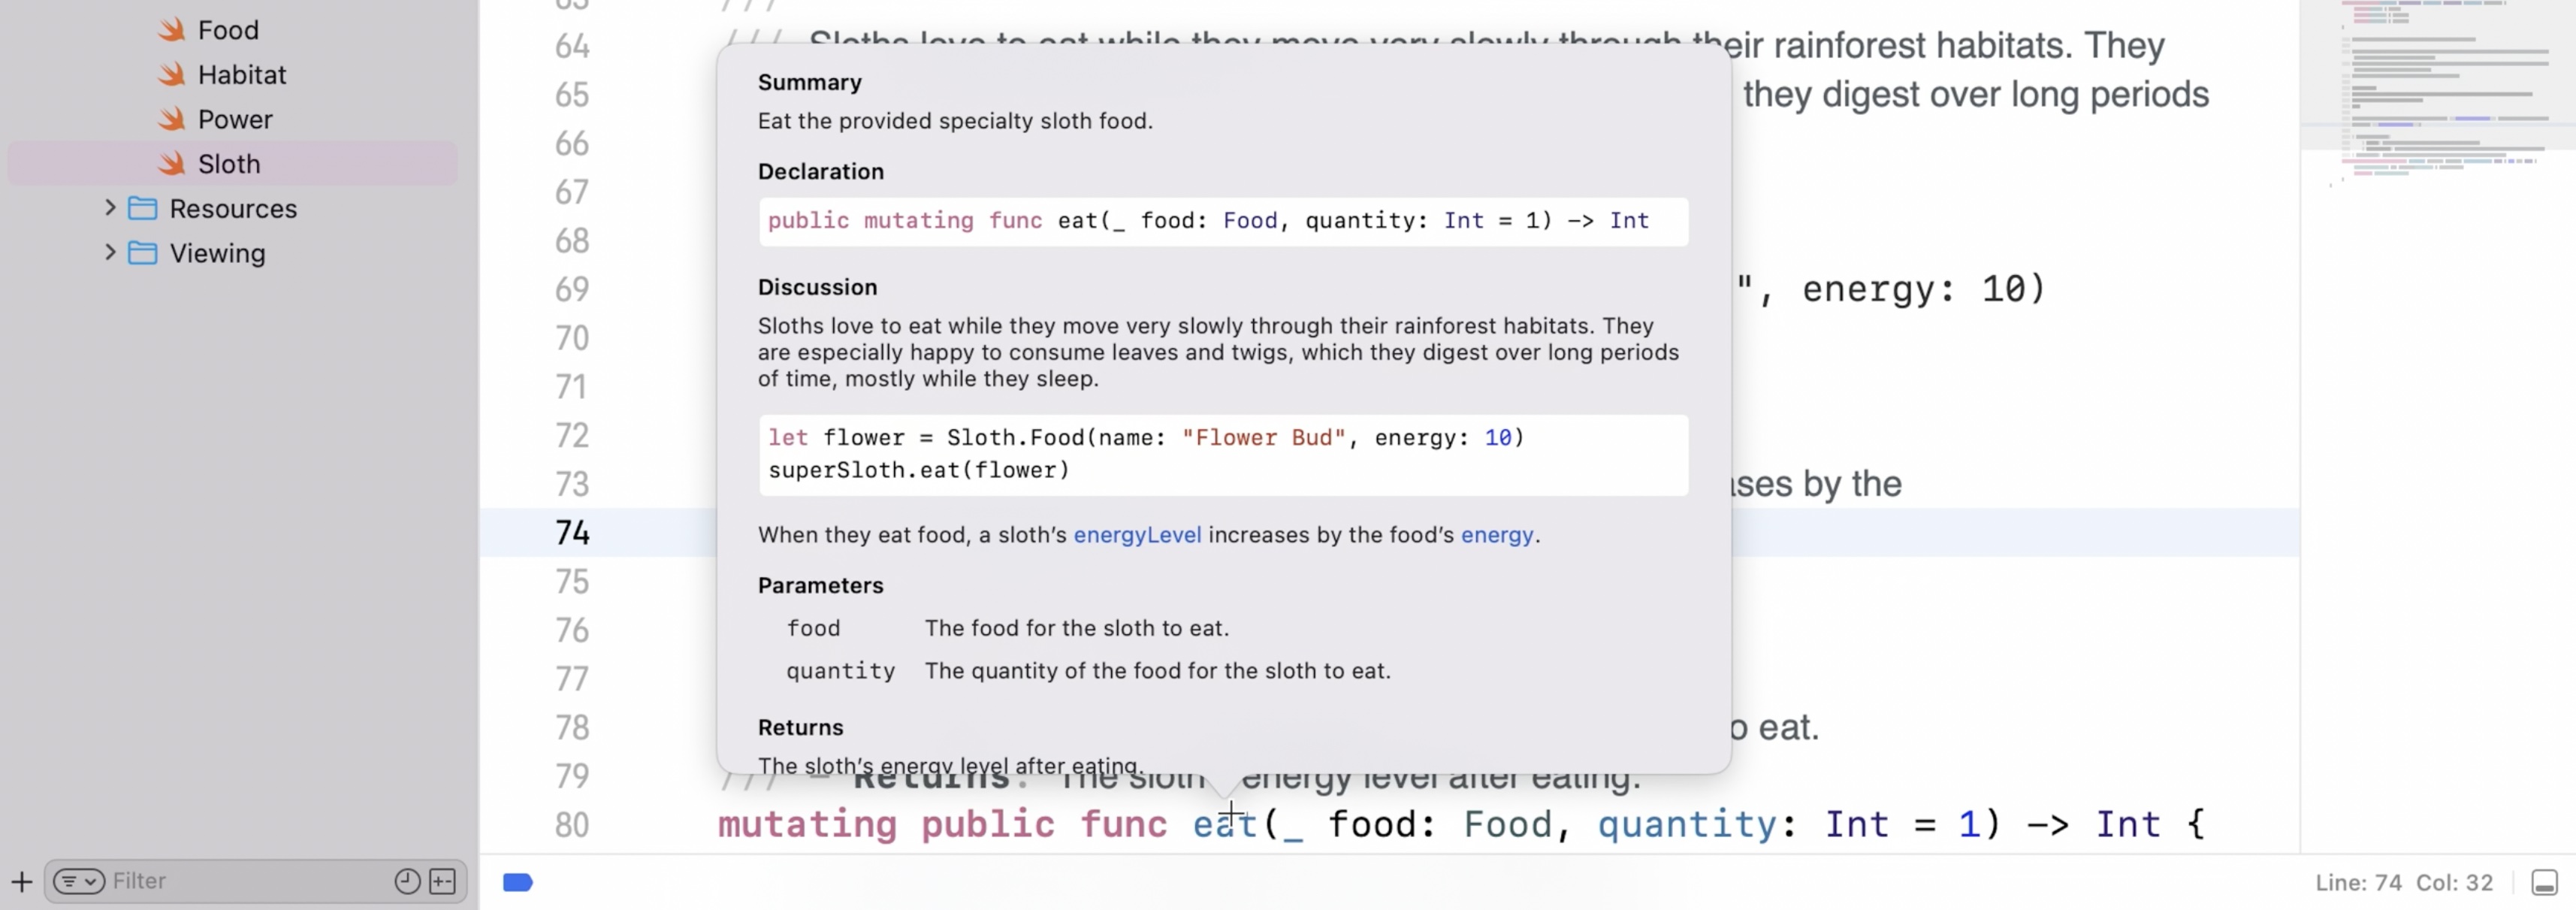 Food
Habitat
Power
Sloth
Resources
Viewing
Filter
64 /// Sloths love to eat while they move very slowly through their rainforest habitats. They
65 they digest over long periods
66
67
68
69 ", energy: 10)
70
71
72
73 ases by the
74
75
76
77
78 o eat.
79 /// - Returns: The sloth energy level after eating.
80 mutating public func eat(_ food: Food, quantity: Int = 1) -> Int {
Summary
Eat the provided specialty sloth food.
Declaration
public mutating func eat(_ food: Food, quantity: Int = 1) -> Int
Discussion
Sloths love to eat while they move very slowly through their rainforest habitats. They
are especially happy to consume leaves and twigs, which they digest over long periods
of time, mostly while they sleep.
let flower = Sloth.Food(name: "Flower Bud", energy: 10)
superSloth.eat(flower)
When they eat food, a sloth’s energyLevel increases by the food’s energy.
Parameters
food The food for the sloth to eat.
quantity The quantity of the food for the sloth to eat.
Returns
The sloth’s energy level after eating.
Line: 74 Col: 32